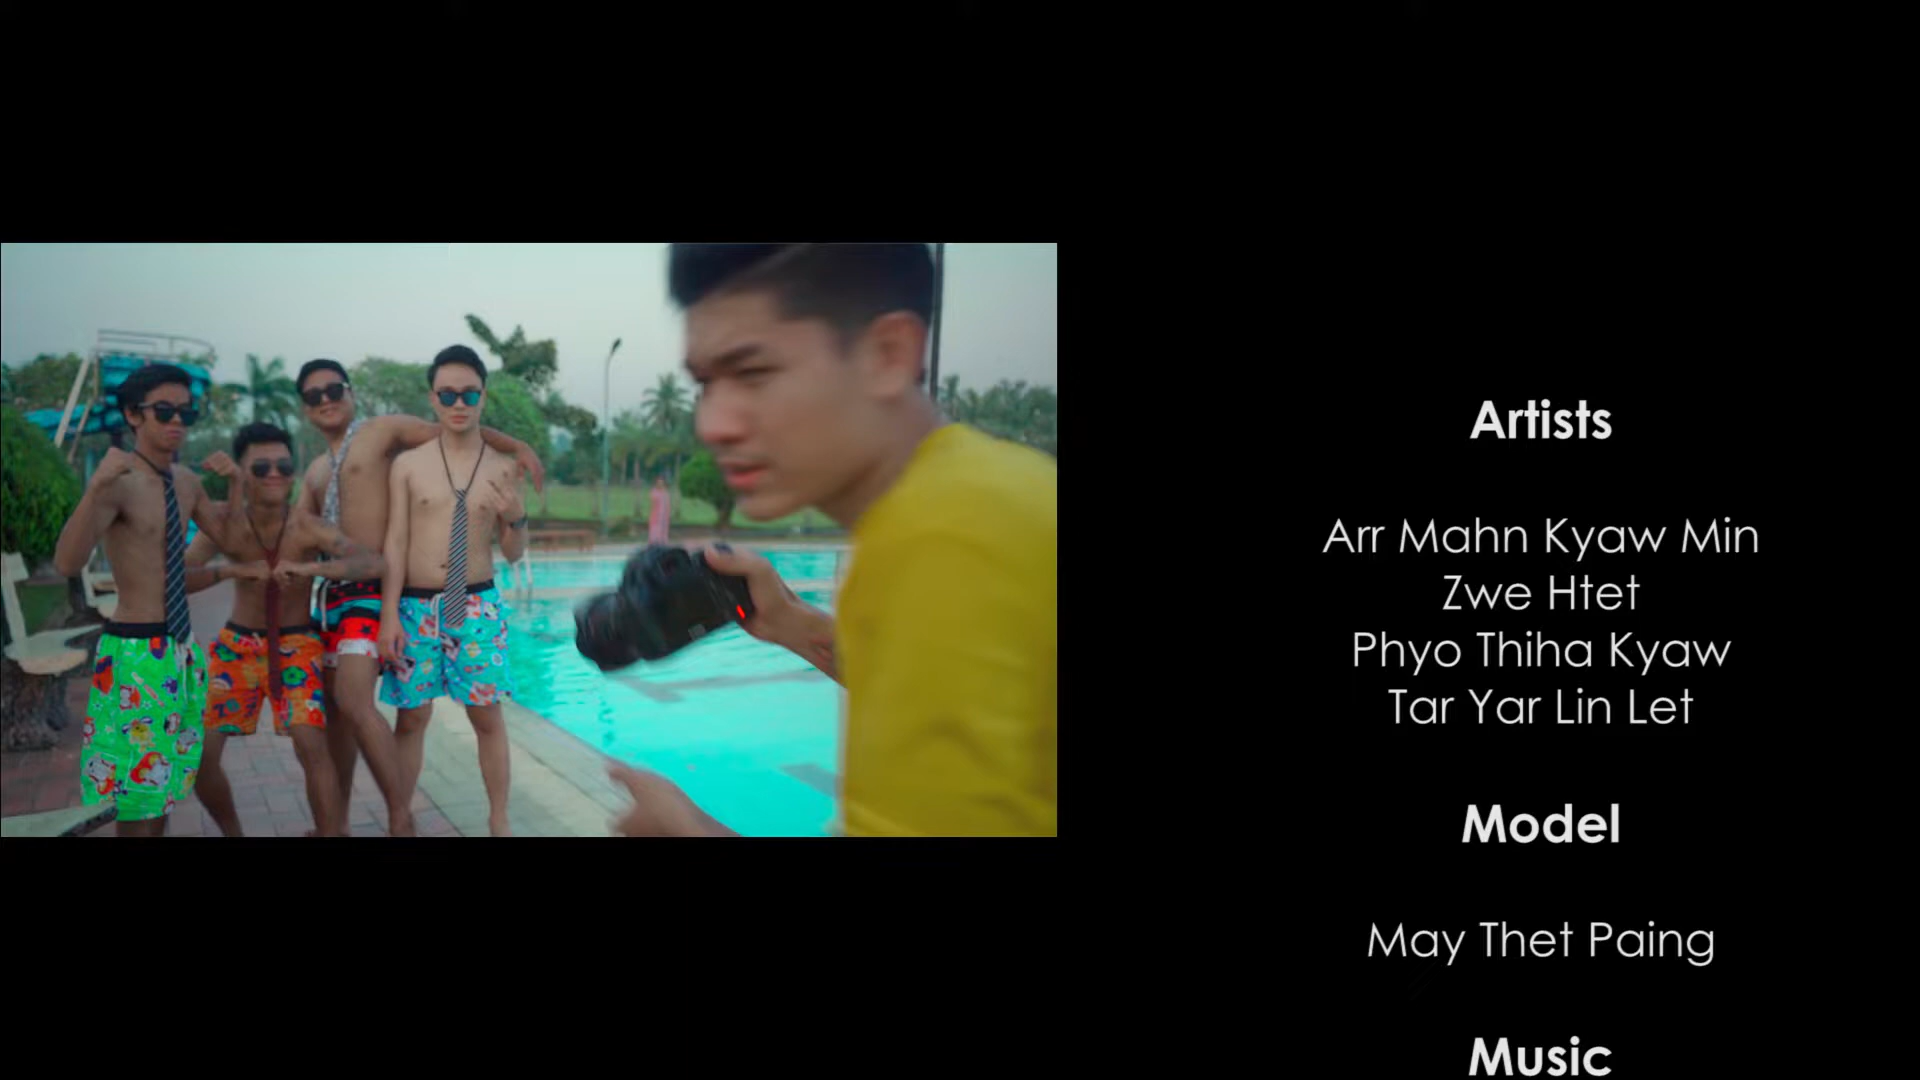 Artists
Arr Mahn Kyaw Min
Zwe Htet
Phyo Thiha Kyaw
Tar Yar Lin Let
Model
May Thet Paing
Music